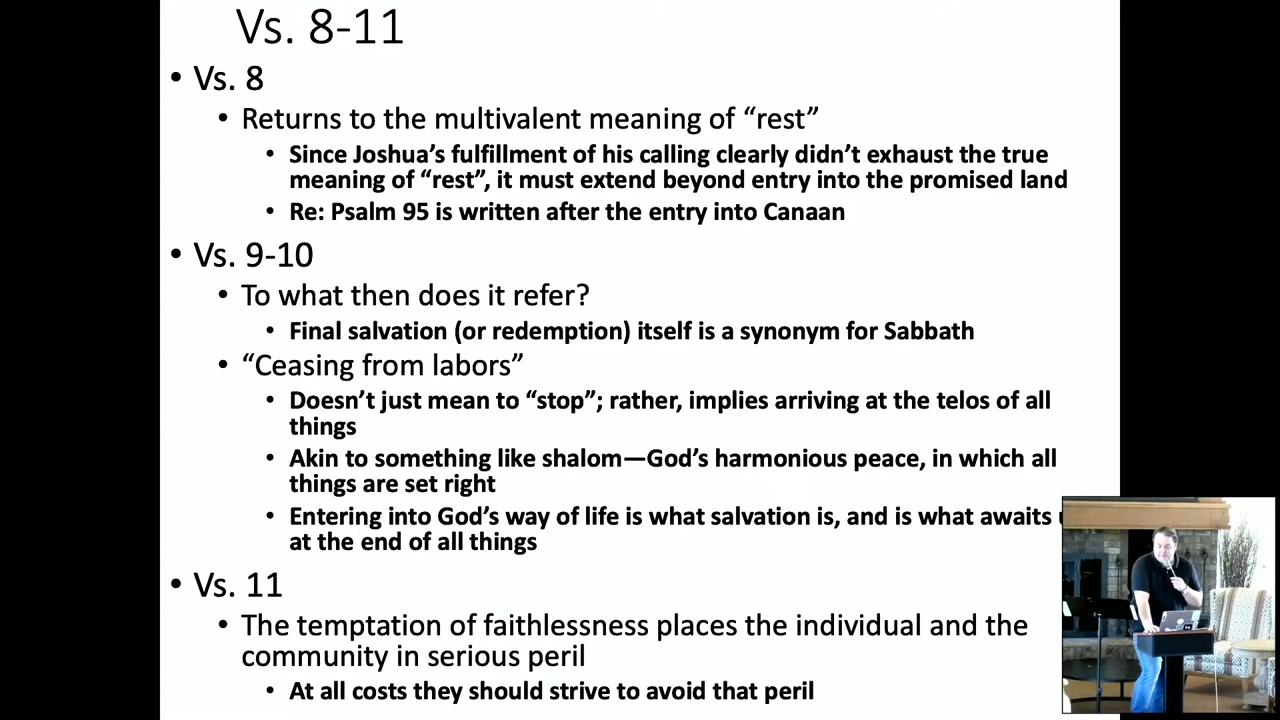 Vs. 8-11
• Vs. 8
• Returns to the multivalent meaning of “rest”
• Since Joshua’s fulfillment of his calling clearly didn’t exhaust the true
meaning of “rest”, it must extend beyond entry into the promised land
• Re: Psalm 95 is written after the entry into Canaan
• Vs. 9-10
• To what then does it refer?
• Final salvation (or redemption) itself is a synonym for Sabbath
• “Ceasing from labors”
• Doesn’t just mean to “stop”; rather, implies arriving at the telos of all
things
• Akin to something like shalom—God’s harmonious peace, in which all
things are set right
• Entering into God’s way of life is what salvation is, and is what awaits
at the end of all things
• Vs. 11
• The temptation of faithlessness places the individual and the
community in serious peril
• At all costs they should strive to avoid that peril